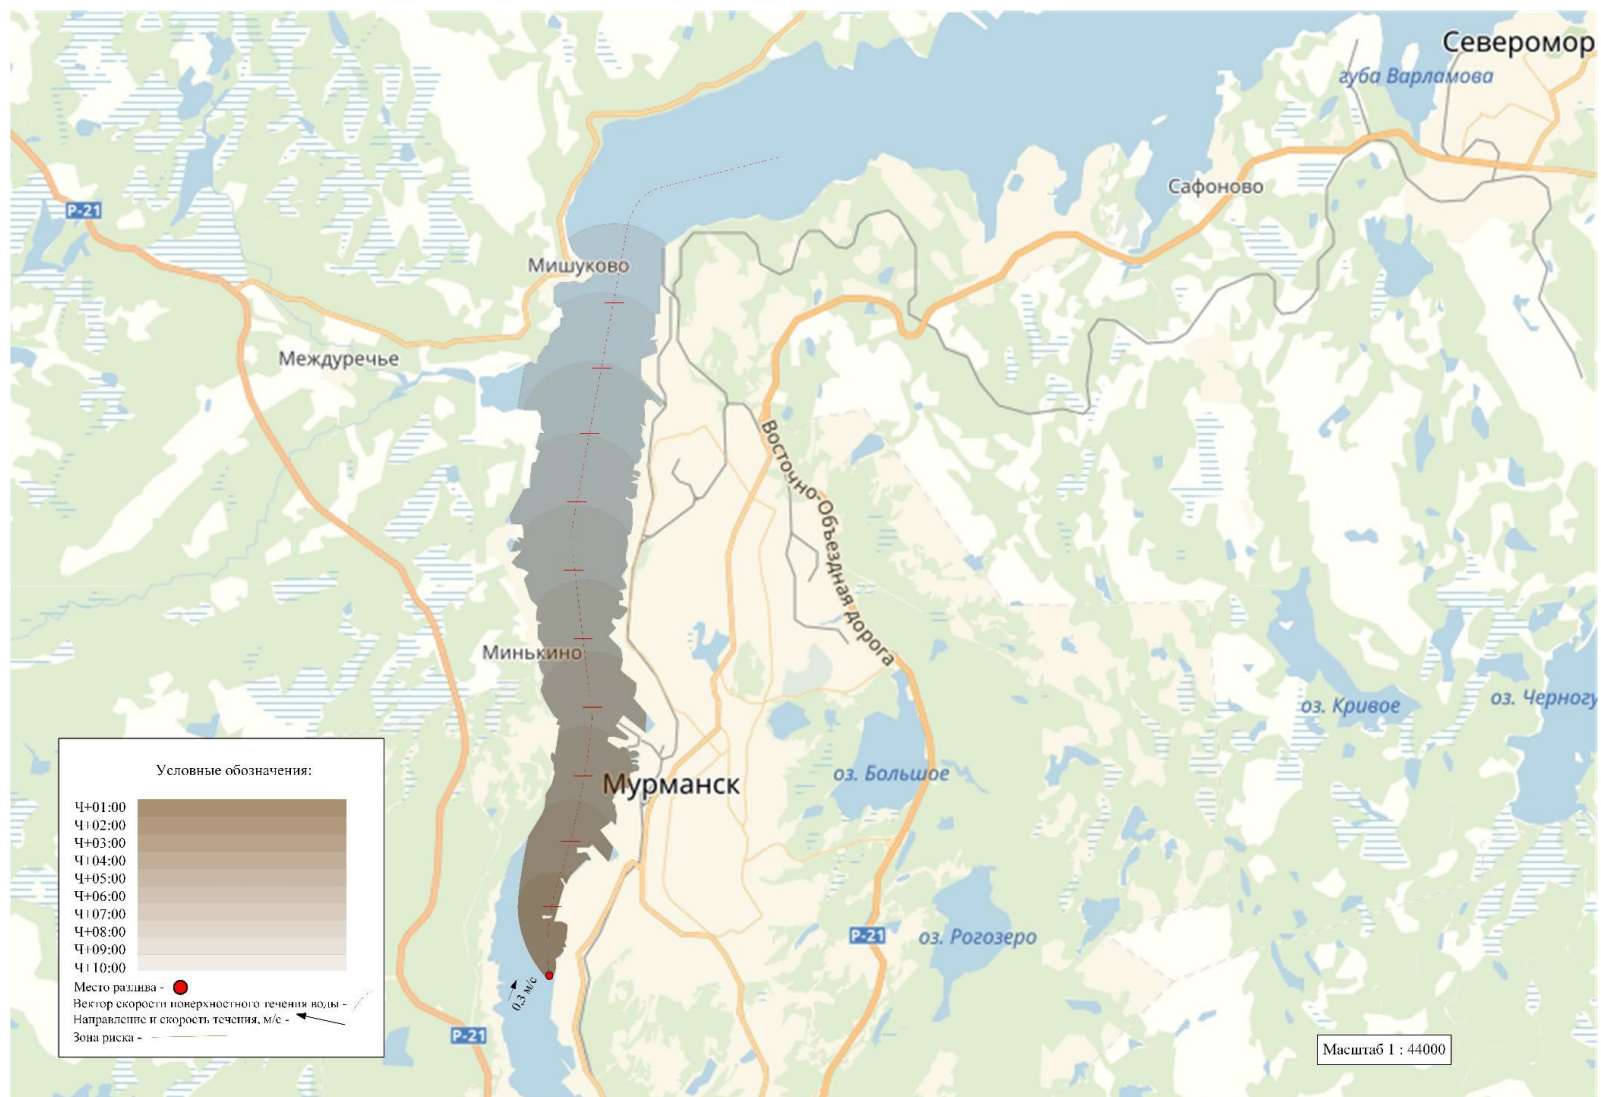 Североморс
губа Варламова
Сафоново
Р-21
Мишуково
Междуречье
Восточно-Объездная дорога
Минькино
оз. Кривое
оз. Черногу
Мурманск
оз. Большое
Р-21
оз. Рогозеро
0,3 м/с
Р-21
Условные обозначения:
Ч+01:00
Ч+02:00
Ч+03:00
Ч+04:00
Ч+05:00
Ч+06:00
Ч+07:00
Ч+08:00
Ч+09:00
Ч+10:00
Место разлива -
Вектор скорости поверхностного течения воды -
Направление и скорость течения, м/с -
Зона риска -
Масштаб 1 : 44000